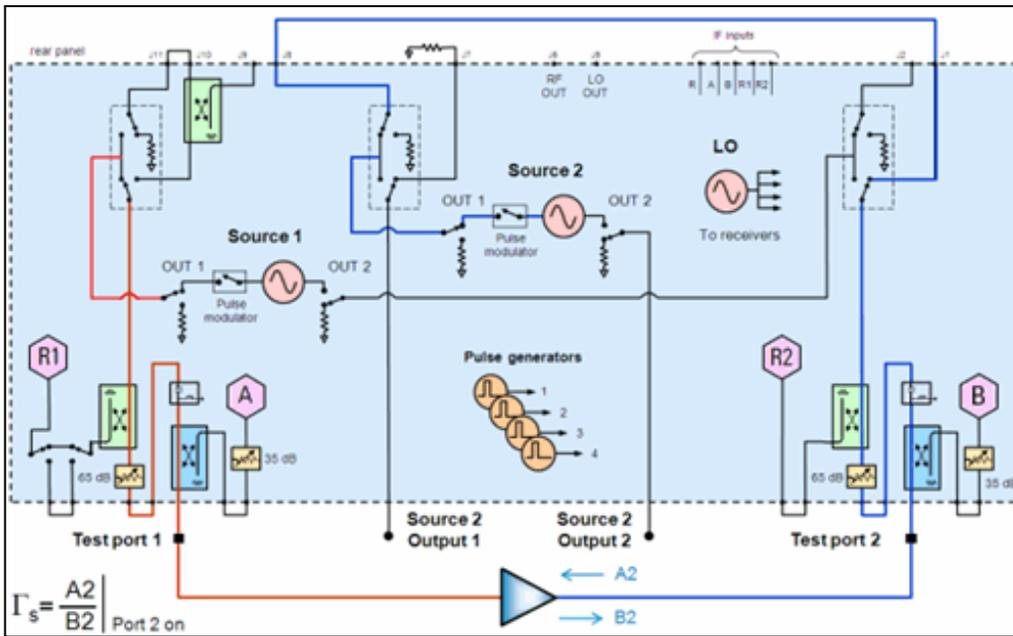 rear panel
J11 J10 J9 J8 J7
IF inputs
J2 J1
RF OUT
LO OUT
R A B R1 R2
LO
To receivers
Source 2
OUT 1
OUT 2
Pulse modulator
Source 1
OUT 1
OUT 2
Pulse modulator
Pulse generators
1
2
3
4
R1
A
R2
B
65 dB
35 dB
65 dB
35 dB
Test port 1
Source 2 Output 1
Source 2 Output 2
Test port 2
A2
B2
Γs= A2
B2 | Port 2 on